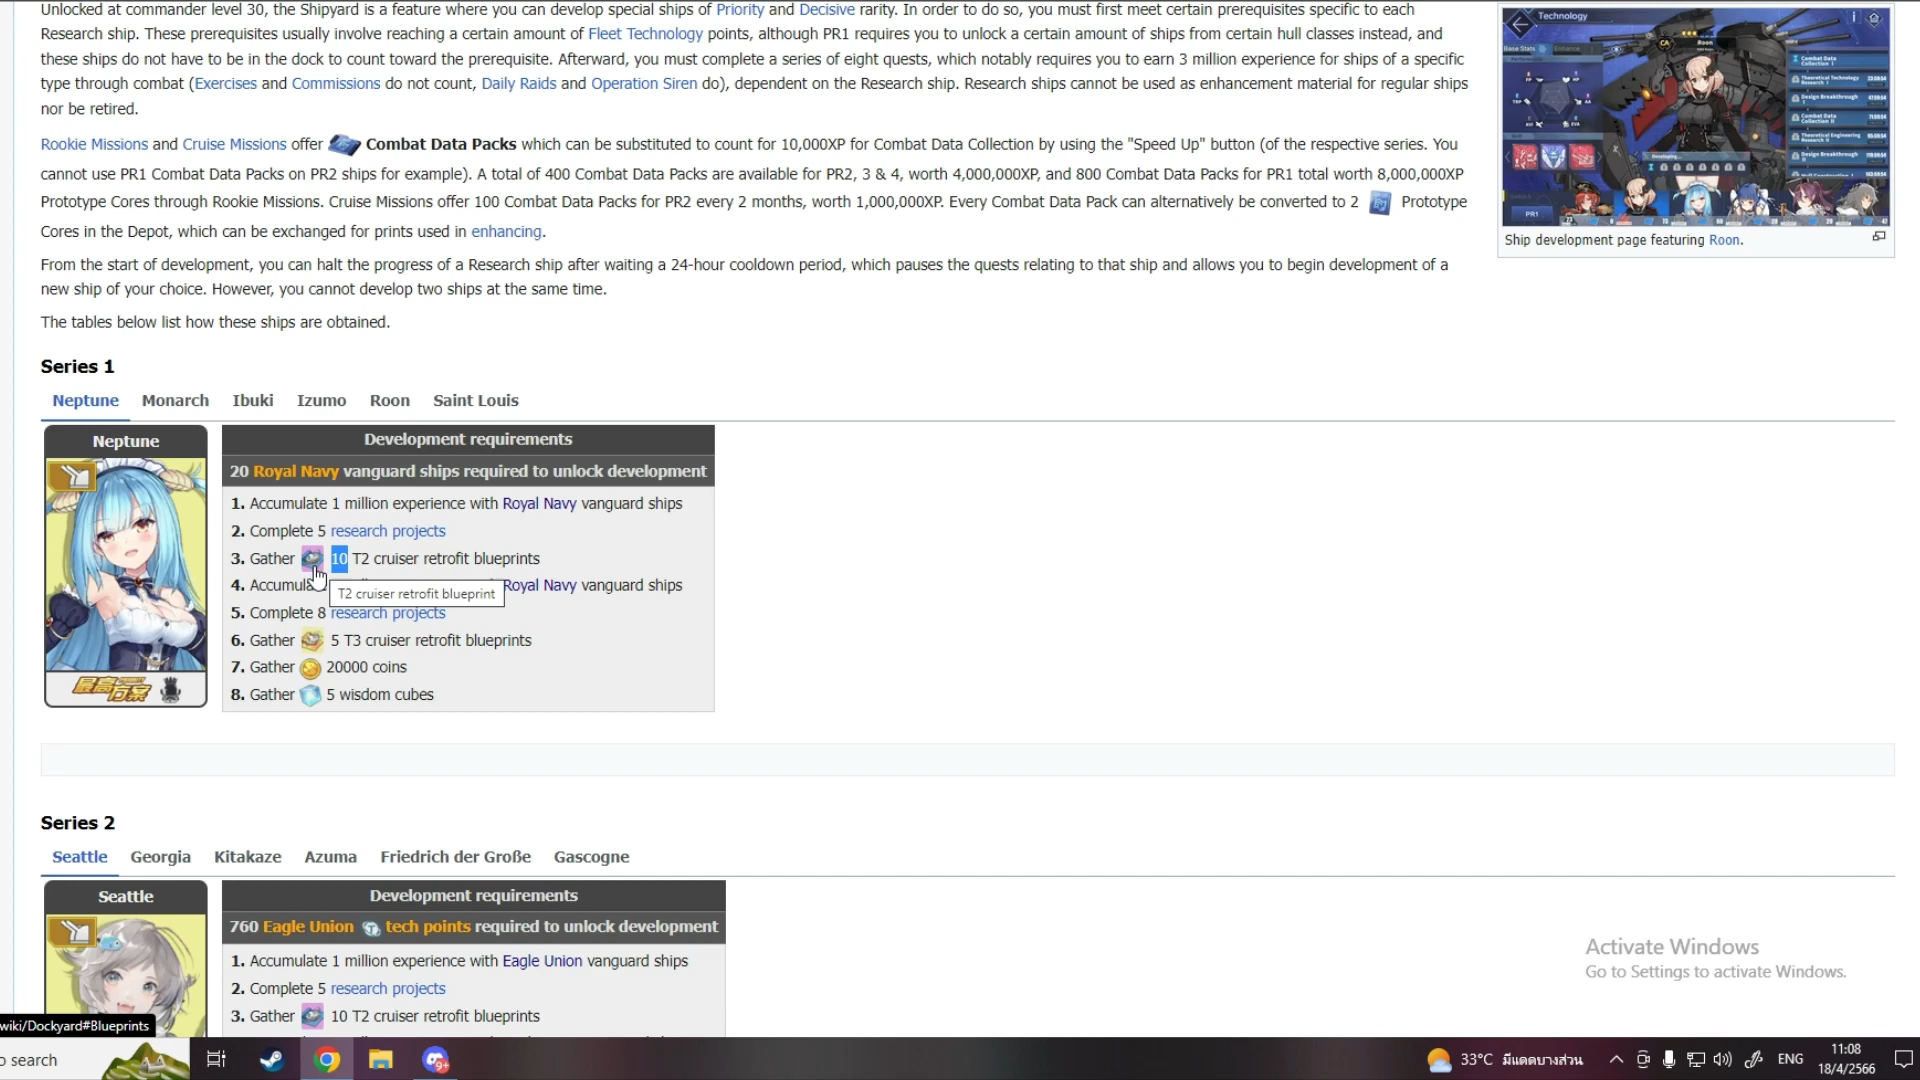 Unlocked at commander level 30, the Shipyard is a feature where you can develop special ships of Priority and Decisive rarity. In order to do so, you must first meet certain prerequisites specific to each
Research ship. These prerequisites usually involve reaching a certain amount of Fleet Technology points, although PR1 requires you to unlock a certain amount of ships from certain hull classes instead, and
these ships do not have to be in the dock to count toward the prerequisite. Afterward, you must complete a series of eight quests, which notably requires you to earn 3 million experience for ships of a specific
type through combat (Exercises and Commissions do not count, Daily Raids and Operation Siren do), dependent on the Research ship. Research ships cannot be used as enhancement material for regular ships
nor be retired.
Rookie Missions and Cruise Missions offer Combat Data Packs which can be substituted to count for 10,000XP for Combat Data Collection by using the "Speed Up" button (of the respective series. You
cannot use PR1 Combat Data Packs on PR2 ships for example). A total of 400 Combat Data Packs are available for PR2, 3 & 4, worth 4,000,000XP, and 800 Combat Data Packs for PR1 total worth 8,000,000XP
Prototype Cores through Rookie Missions. Cruise Missions offer 100 Combat Data Packs for PR2 every 2 months, worth 1,000,000XP. Every Combat Data Pack can alternatively be converted to 2 Prototype
Cores in the Depot, which can be exchanged for prints used in enhancing.
From the start of development, you can halt the progress of a Research ship after waiting a 24-hour cooldown period, which pauses the quests relating to that ship and allows you to begin development of a
new ship of your choice. However, you cannot develop two ships at the same time.
The tables below list how these ships are obtained.
Technology
Roon
PR1
Ship development page featuring Roon.
Series 1
Neptune Monarch Ibuki Izumo Roon Saint Louis
Neptune
最高方案
Development requirements
20 Royal Navy vanguard ships required to unlock development
1. Accumulate 1 million experience with Royal Navy vanguard ships
2. Complete 5 research projects
3. Gather 10 T2 cruiser retrofit blueprints
4. Accumula Royal Navy vanguard ships
T2 cruiser retrofit blueprint
5. Complete 8 research projects
6. Gather 5 T3 cruiser retrofit blueprints
7. Gather 20000 coins
8. Gather 5 wisdom cubes
Series 2
Seattle Georgia Kitakaze Azuma Friedrich der Große Gascogne
Seattle
Development requirements
760 Eagle Union tech points required to unlock development
1. Accumulate 1 million experience with Eagle Union vanguard ships
2. Complete 5 research projects
3. Gather 10 T2 cruiser retrofit blueprints
Activate Windows
Go to Settings to activate Windows.
wiki/Dockyard#Blueprints
o search
9+
33°C มีแดดบางส่วน
ENG
11:08
18/4/2566